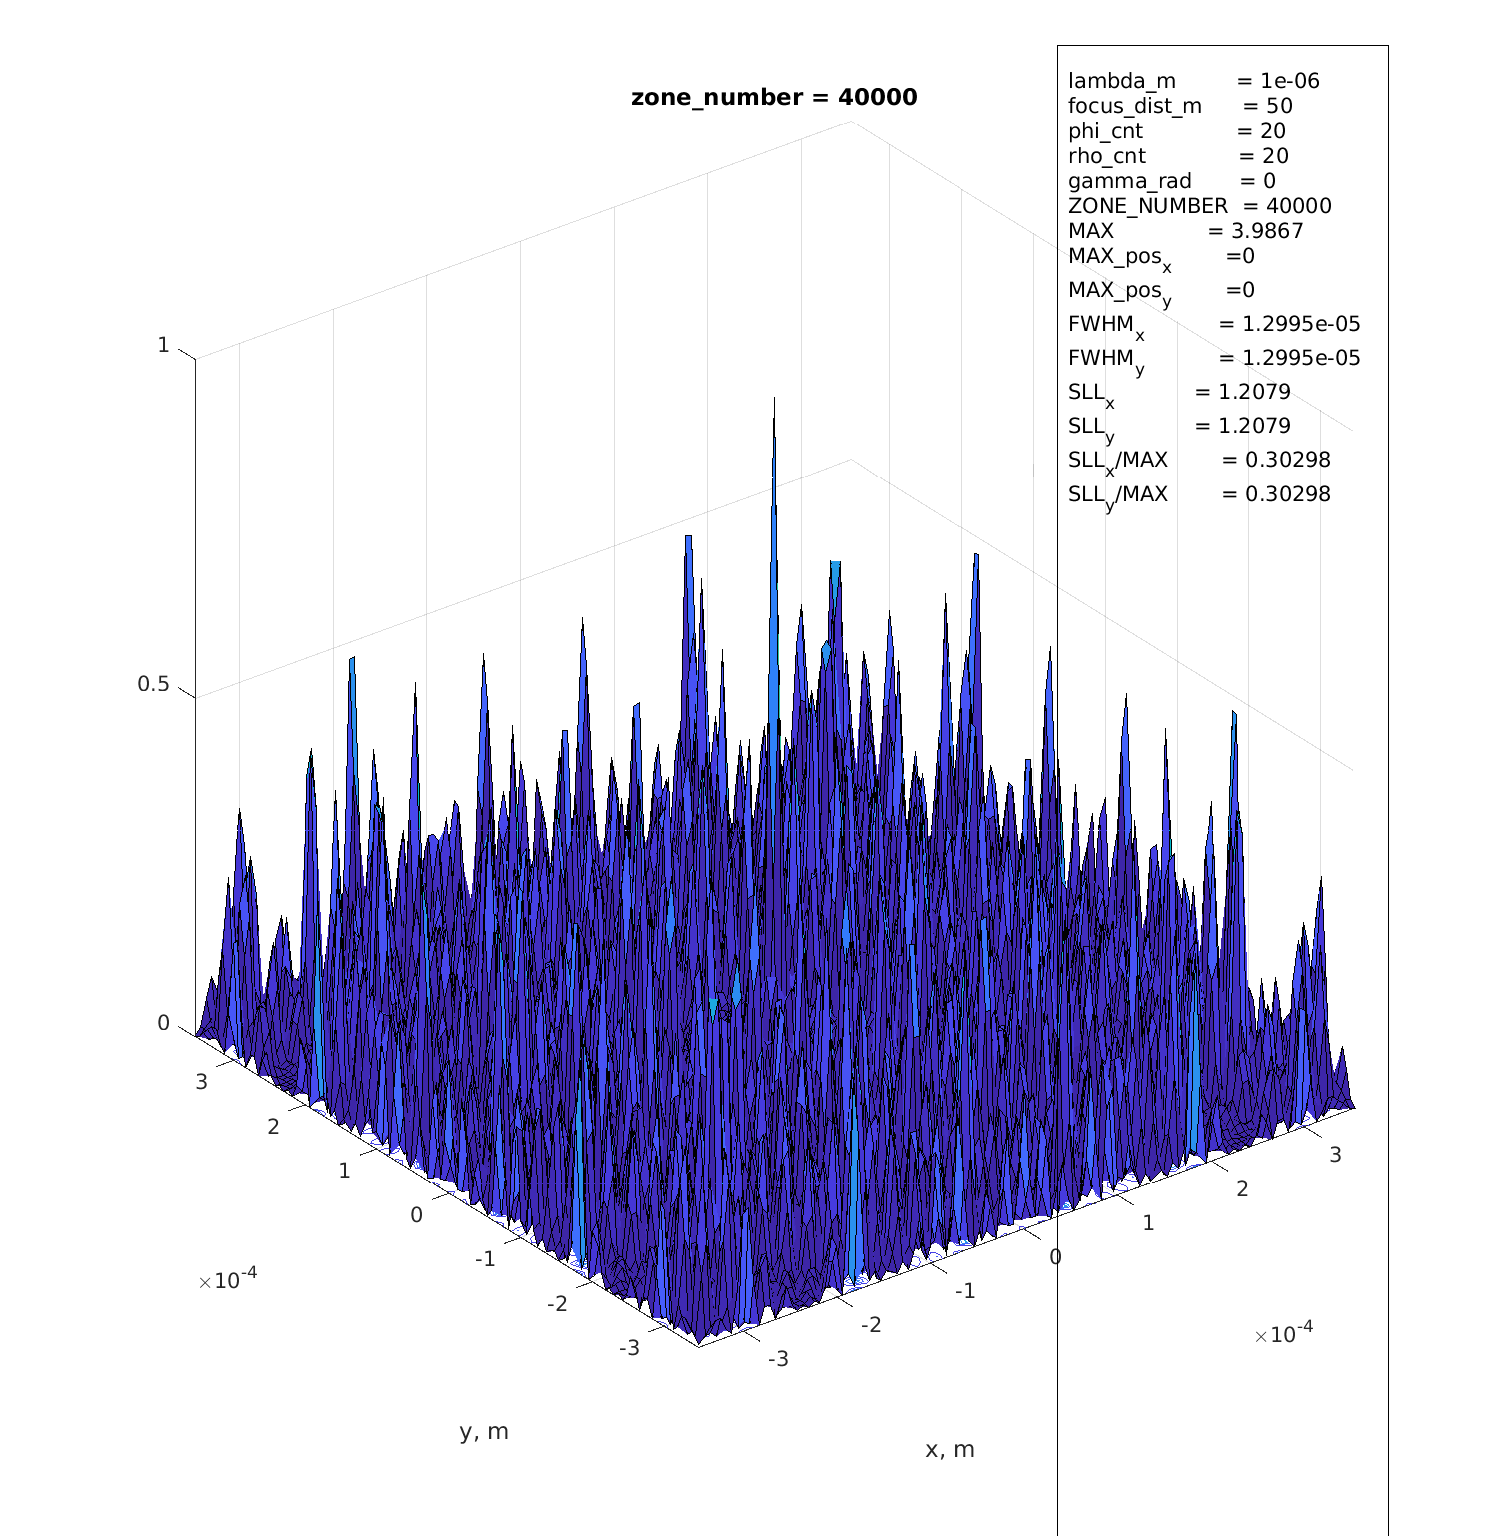 zone_number = 40000
lambda_m = 1e-06
focus_dist_m = 50
phi_cnt = 20
rho_cnt = 20
gamma_rad = 0
ZONE_NUMBER = 40000
MAX = 3.9867
MAX_pos_x =0
MAX_pos_y =0
FWHM_x = 1.2995e-05
FWHM_y = 1.2995e-05
SLL_x = 1.2079
SLL_y = 1.2079
SLL_x/MAX = 0.30298
SLL_y/MAX = 0.30298
1
0.5
0
3
2
1
0
-1
-2
-3
×10-4
y, m
-3
-2
-1
0
1
2
3
×10-4
x, m